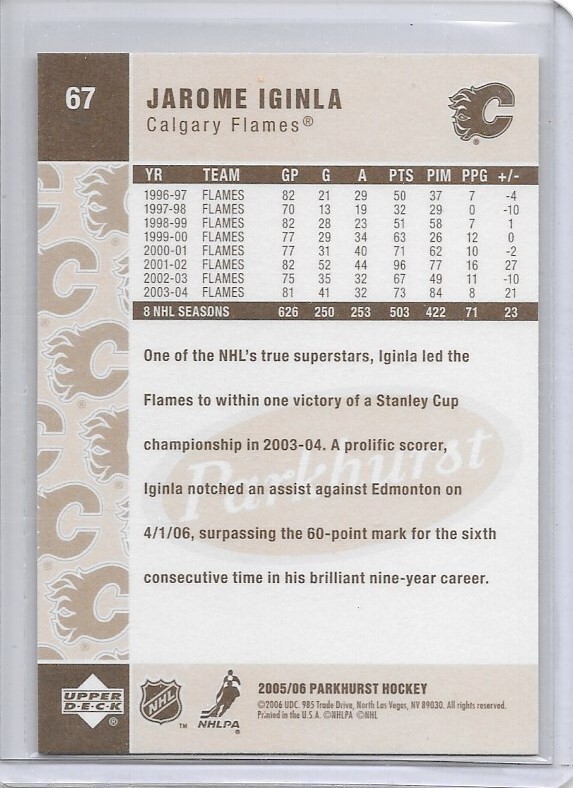 67
JAROME IGINLA
Calgary Flames®
YR TEAM GP G A PTS PIM PPG +/-
1996-97 FLAMES 82 21 29 50 37 7 -4
1997-98 FLAMES 70 13 19 32 29 0 -10
1998-99 FLAMES 82 28 23 51 58 7 1
1999-00 FLAMES 77 29 34 63 26 12 0
2000-01 FLAMES 77 31 40 71 62 10 -2
2001-02 FLAMES 82 52 44 96 77 16 27
2002-03 FLAMES 75 35 32 67 49 11 -10
2003-04 FLAMES 81 41 32 73 84 8 21
8 NHL SEASONS 626 250 253 503 422 71 23
Parkhurst
One of the NHL's true superstars, Iginla led the
Flames to within one victory of a Stanley Cup
championship in 2003-04. A prolific scorer,
Iginla notched an assist against Edmonton on
4/1/06, surpassing the 60-point mark for the sixth
consecutive time in his brilliant nine-year career.
UPPER
D·E·C·K
®
NHL
™
NHLPA
®
2005/06 PARKHURST HOCKEY
©2006 UDC. 985 Trade Drive, North Las Vegas, NV 89030. All rights reserved.
Printed in the U.S.A. ©NHLPA ©NHL